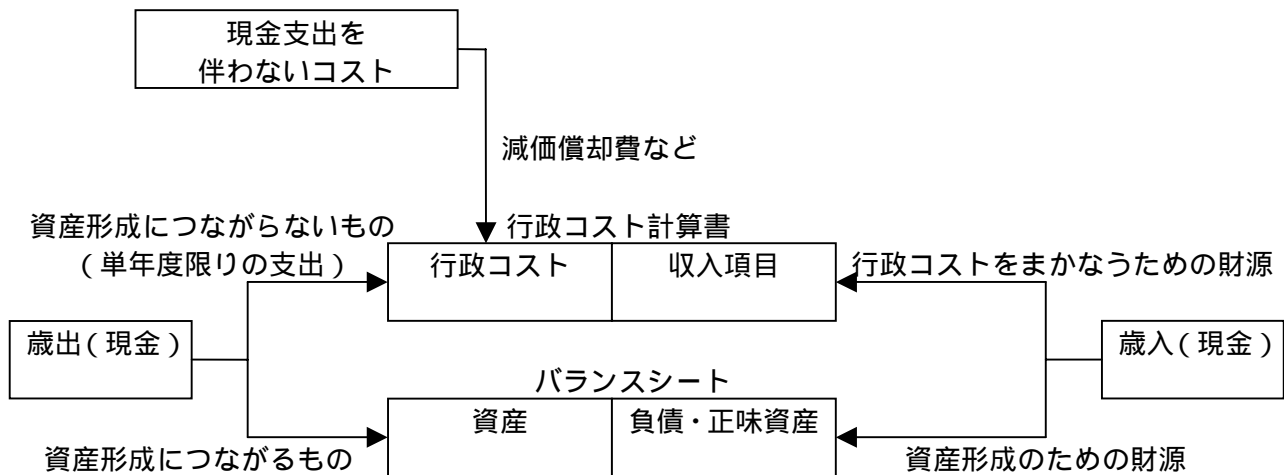 現金支出を
伴わないコスト
減価償却費など
資産形成につながらないもの
（単年度限りの支出）
行政コスト計算書
行政コスト
収入項目
行政コストをまかなうための財源
歳出（現金）
歳入（現金）
バランスシート
資産
負債・正味資産
資産形成につながるもの
資産形成のための財源